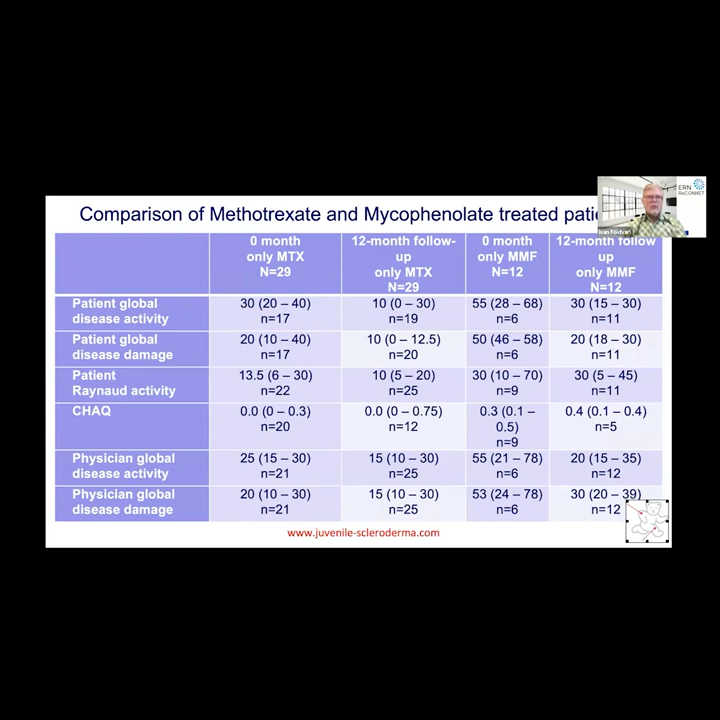 Comparison of Methotrexate and Mycophenolate treated
0 month
only MTX
N=29
12-month follow-
up
only MTX
N=29
0 month
only MMF
N=12
12-month follow
up
only MMF
N=12
Patient global
disease activity
30 (20 – 40)
n=17
10 (0 – 30)
n=19
55 (28 – 68)
n=6
30 (15 – 30)
n=11
Patient global
disease damage
20 (10 – 40)
n=17
10 (0 – 12.5)
n=20
50 (46 – 58)
n=6
20 (18 – 30)
n=11
Patient
Raynaud activity
13.5 (6 – 30)
n=22
10 (5 – 20)
n=25
30 (10 – 70)
n=9
30 (5 – 45)
n=11
CHAQ
0.0 (0 – 0.3)
n=20
0.0 (0 – 0.75)
n=12
0.3 (0.1 –
0.5)
n=9
0.4 (0.1 – 0.4)
n=5
Physician global
disease activity
25 (15 – 30)
n=21
15 (10 – 30)
n=25
55 (21 – 78)
n=6
20 (15 – 35)
n=12
Physician global
disease damage
20 (10 – 30)
n=21
15 (10 – 30)
n=25
53 (24 – 78)
n=6
30 (20 – 39)
n=12
www.juvenile-scleroderma.com
ERN
ReCONNET
Ivan Foeldvari